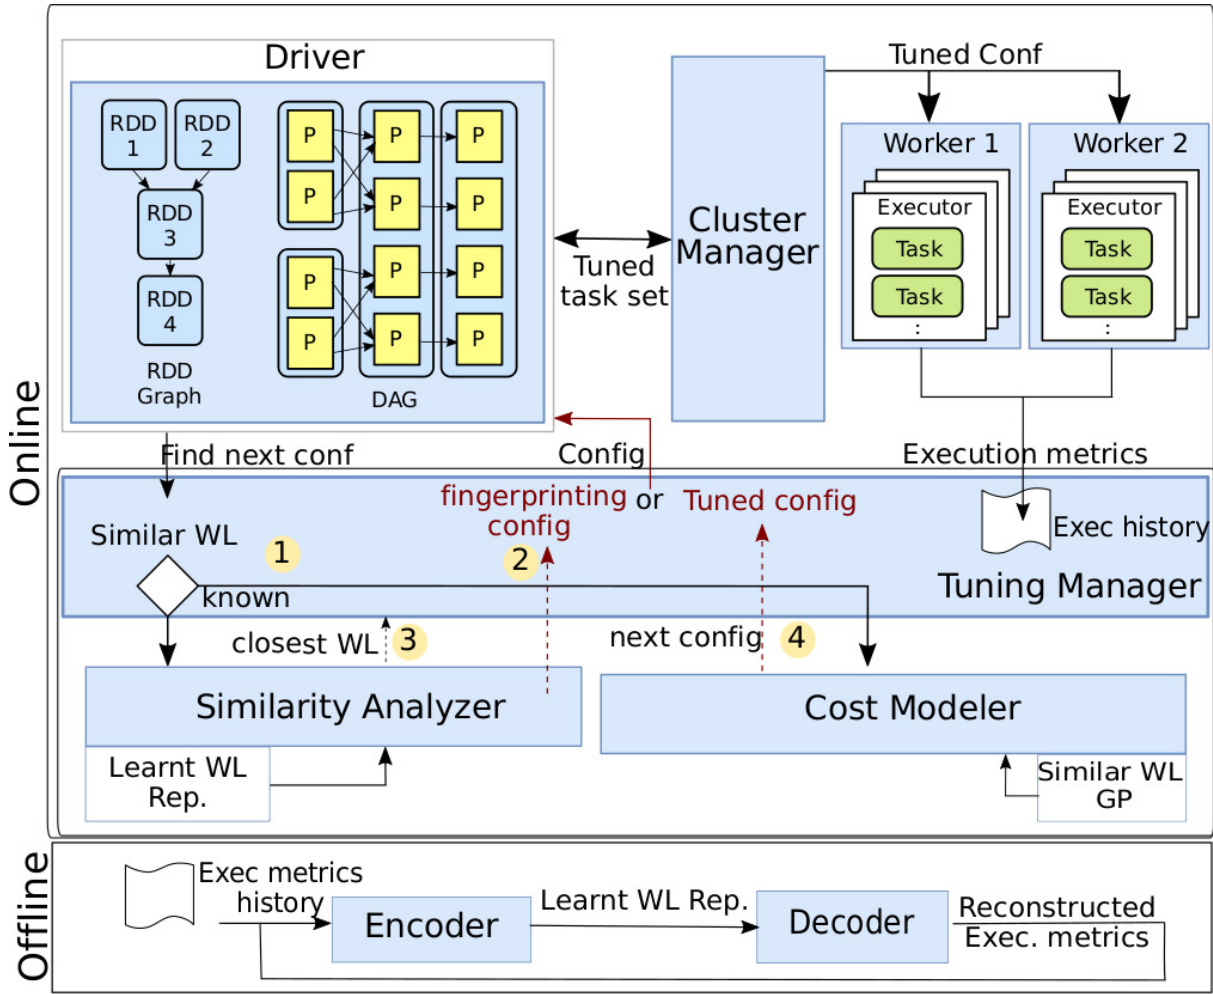 Online
Driver
RDD
1
RDD
2
RDD
3
RDD
4
RDD
Graph
P
P
P
P
P
P
P
P
P
P
P
P
DAG
Tuned
task set
Cluster
Manager
Tuned Conf
Worker 1
Executor
Task
Task
:
Worker 2
Executor
Task
Task
:
Find next conf
Config
Execution metrics
fingerprinting or
config
Tuned config
Exec history
Similar WL
1
2
known
Tuning Manager
closest WL
3
next config
4
Similarity Analyzer
Cost Modeler
Learnt WL
Rep.
Similar WL
GP
Offline
Exec metrics
history
Encoder
Learnt WL Rep.
Decoder
Reconstructed
Exec. metrics